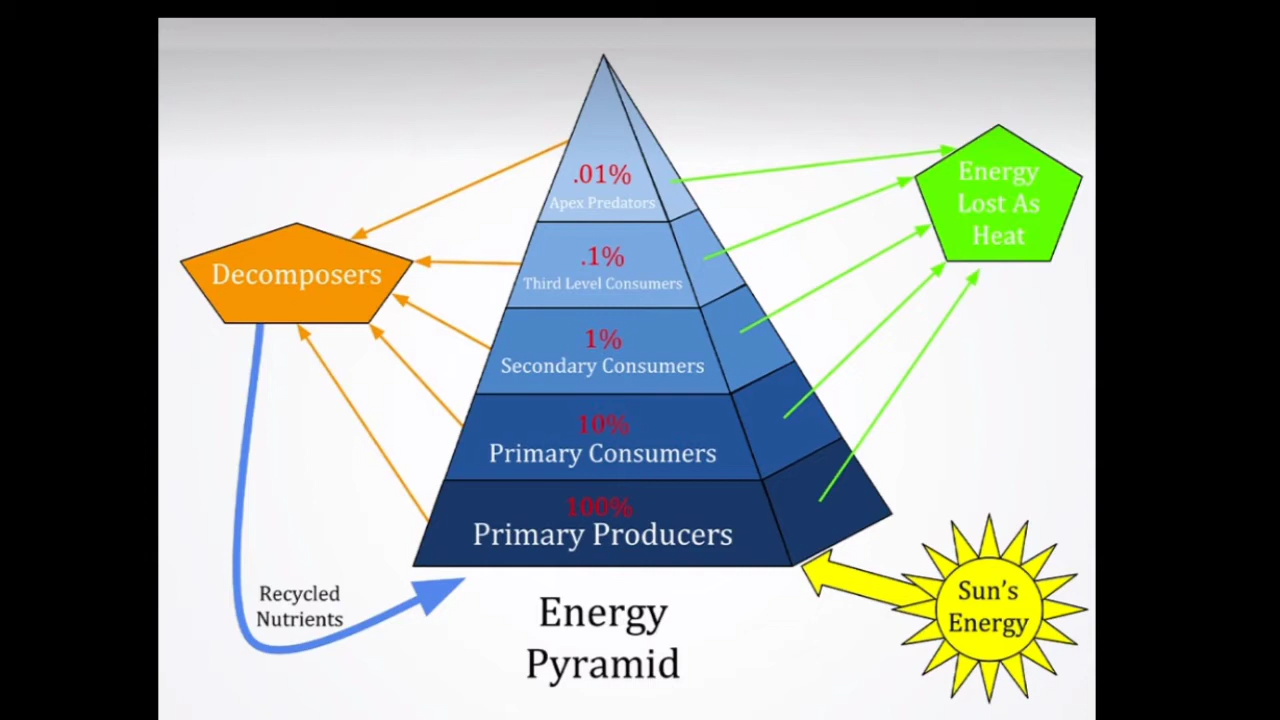 .01%
Apex Predators
.1%
Third Level Consumers
1%
Secondary Consumers
10%
Primary Consumers
100%
Primary Producers
Decomposers
Energy
Lost As
Heat
Recycled
Nutrients
Sun's
Energy
Energy
Pyramid